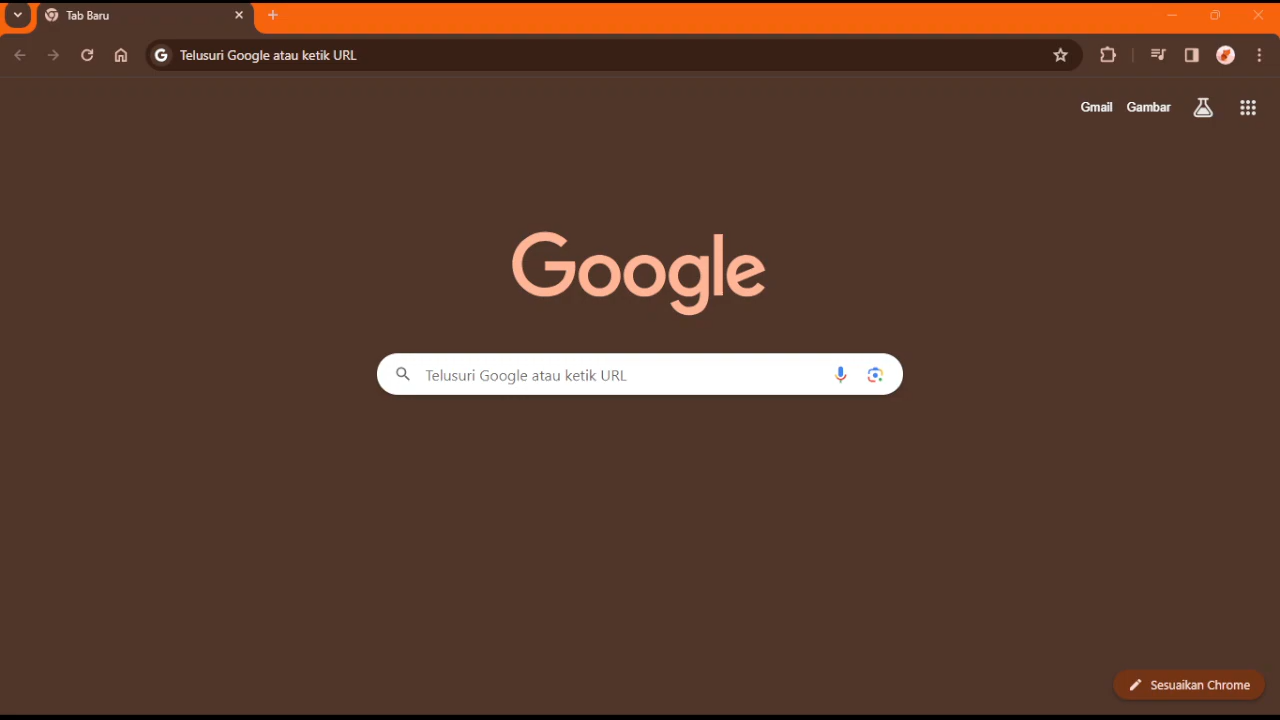 Tab Baru
Telusuri Google atau ketik URL
Gmail Gambar
Google
Telusuri Google atau ketik URL
Sesuaikan Chrome